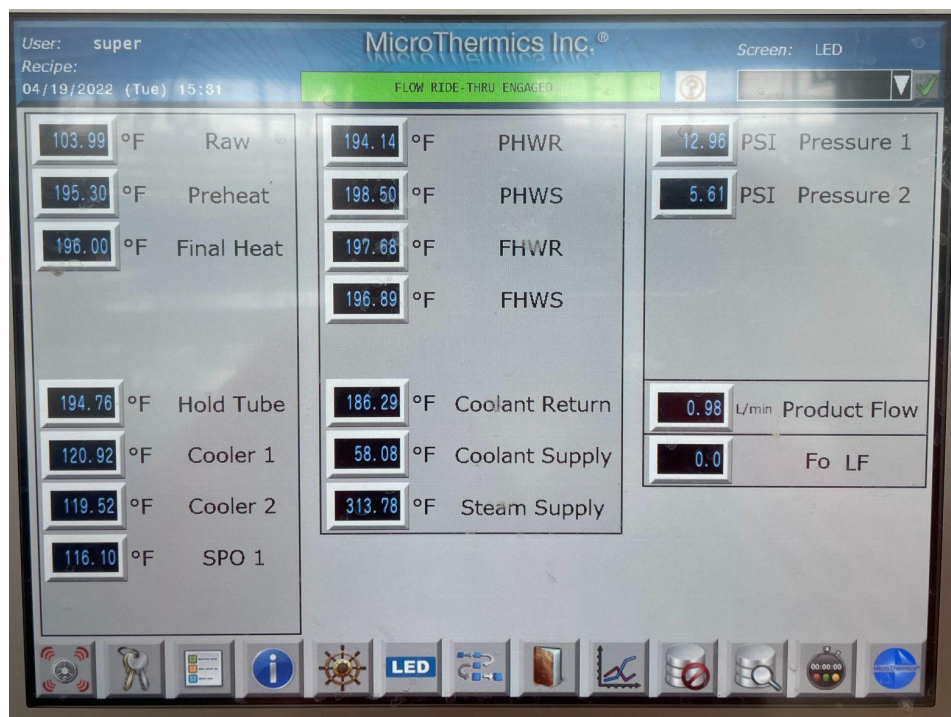 User: super
MicroThermics Inc.®
Screen: LED
Recipe:
04/19/2022 (Tue) 15:31
FLOW RIDE-THRU ENGAGED
103.99 °F Raw
195.30 °F Preheat
196.00 °F Final Heat
194.76 °F Hold Tube
120.92 °F Cooler 1
119.52 °F Cooler 2
116.10 °F SPO 1
194.14 °F PHWR
198.50 °F PHWS
197.68 °F FHWR
196.89 °F FHWS
186.29 °F Coolant Return
58.08 °F Coolant Supply
313.78 °F Steam Supply
12.96 PSI Pressure 1
5.61 PSI Pressure 2
0.98 L/min Product Flow
0.0 Fo LF
LED
00:00:00
MicroThermics